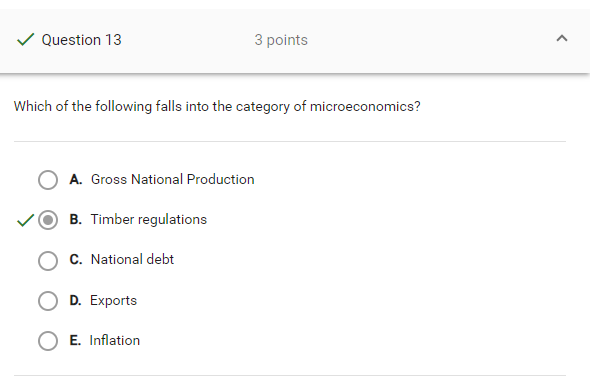 Question 13 3 points
Which of the following falls into the category of microeconomics?
A. Gross National Production
B. Timber regulations
C. National debt
D. Exports
E. Inflation